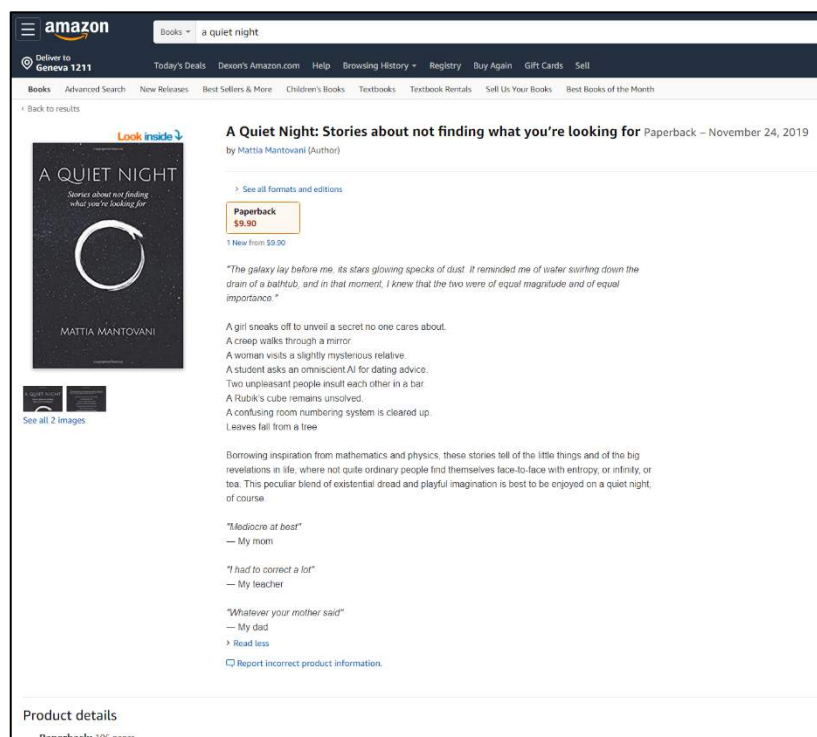 amazon
Books a quiet night
Deliver to
Geneva 1211
Today's Deals Dexon's Amazon.com Help Browsing History Registry Buy Again Gift Cards Sell
Books Advanced Search New Releases Best Sellers & More Children's Books Textbooks Textbook Rentals Sell Us Your Books Best Books of the Month
‹ Back to results
Look inside
A QUIET NIGHT
Stories about not finding
what you're looking for
MATTIA MANTOVANI
See all 2 images
A Quiet Night: Stories about not finding what you're looking for Paperback – November 24, 2019
by Mattia Mantovani (Author)
› See all formats and editions
Paperback
$9.90
1 New from $9.90
"The galaxy lay before me, its stars glowing specks of dust. It reminded me of water swirling down the
drain of a bathtub, and in that moment, I knew that the two were of equal magnitude and of equal
importance."
A girl sneaks off to unveil a secret no one cares about.
A creep walks through a mirror.
A woman visits a slightly mysterious relative.
A student asks an omniscient AI for dating advice.
Two unpleasant people insult each other in a bar.
A Rubik's cube remains unsolved.
A confusing room numbering system is cleared up.
Leaves fall from a tree.
Borrowing inspiration from mathematics and physics, these stories tell of the little things and of the big
revelations in life, where not quite ordinary people find themselves face-to-face with entropy, or infinity, or
tea. This peculiar blend of existential dread and playful imagination is best to be enjoyed on a quiet night,
of course.
"Mediocre at best"
— My mom
"I had to correct a lot"
— My teacher
"Whatever your mother said"
— My dad
› Read less
Report incorrect product information.
Product details